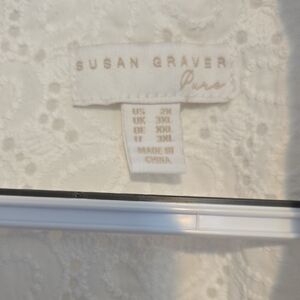 SUSAN GRAVER
Pure
US 2X
UK 3XL
DE XXL
IT 3XL
MADE IN
CHINA